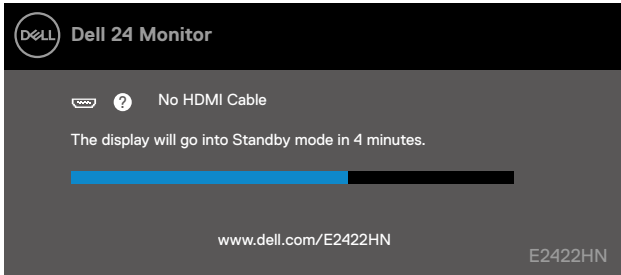 DELL Dell 24 Monitor
? No HDMI Cable
The display will go into Standby mode in 4 minutes.
www.dell.com/E2422HN
E2422HN